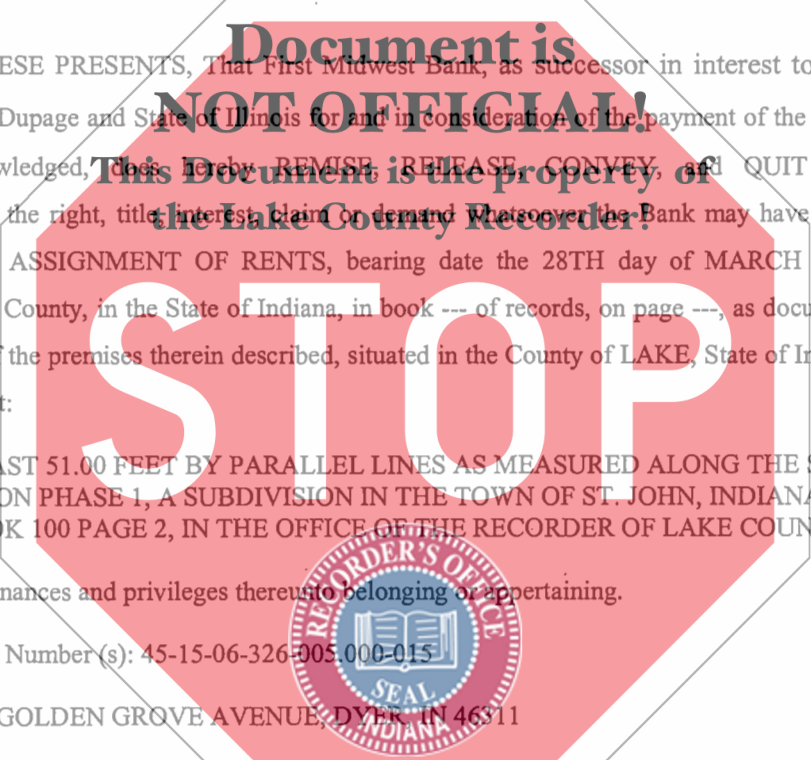 Document is
ESE PRESENTS, That First Midwest Bank, as successor in interest to
NOT OFFICIAL!
Dupage and State of Illinois for and in consideration of the payment of the
wledged, does hereby REMISE, RELEASE, CONVEY, and QUIT
This Document is the property of
the right, title, interest, claim or demand whatsoever the Bank may have
the Lake County Recorder!
ASSIGNMENT OF RENTS, bearing date the 28TH day of MARCH
County, in the State of Indiana, in book --- of records, on page ---, as docu
f the premises therein described, situated in the County of LAKE, State of In
t:
STOP
AST 51.00 FEET BY PARALLEL LINES AS MEASURED ALONG THE S
ON PHASE 1, A SUBDIVISION IN THE TOWN OF ST. JOHN, INDIANA
OK 100 PAGE 2, IN THE OFFICE OF THE RECORDER OF LAKE COUN
nances and privileges thereunto belonging or appertaining.
RECORDER'S OFFICE
Number (s): 45-15-06-326-005.000-015
SEAL
GOLDEN GROVE AVENUE, DYER, IN 46311
INDIANA